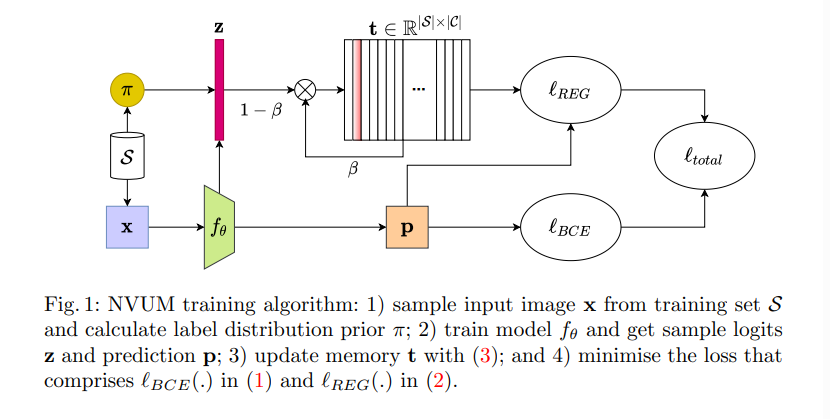 z
t ∈ ℝ^{|𝒮|×|𝒞|}
π
1 − β
...
ℓ_{REG}
𝒮
β
ℓ_{total}
x
f_θ
p
ℓ_{BCE}
Fig. 1: NVUM training algorithm: 1) sample input image x from training set 𝒮
and calculate label distribution prior π; 2) train model f_θ and get sample logits
z and prediction p; 3) update memory t with (3); and 4) minimise the loss that
comprises ℓ_{BCE}(.) in (1) and ℓ_{REG}(.) in (2).